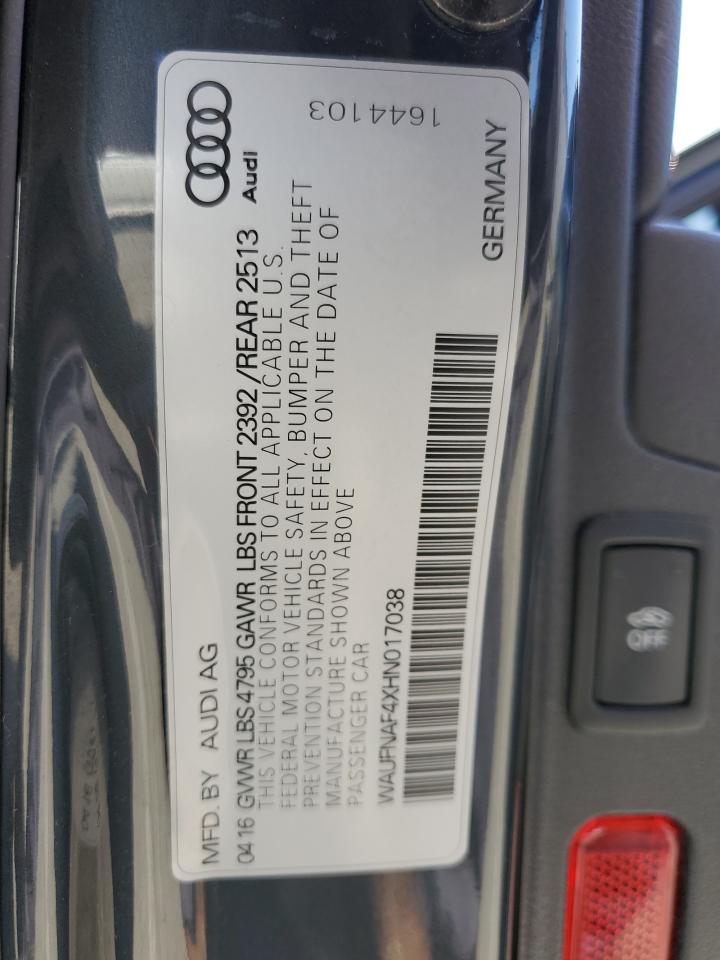 MFD. BY AUDI AG
Audi
0416 GVWR LBS 4795 GAWR LBS FRONT 2392 /REAR 2513
THIS VEHICLE CONFORMS TO ALL APPLICABLE U.S.
FEDERAL MOTOR VEHICLE SAFETY, BUMPER AND THEFT
PREVENTION STANDARDS IN EFFECT ON THE DATE OF
MANUFACTURE SHOWN ABOVE
PASSENGER CAR
1644103
WAUFNAF4XHN017038
GERMANY
OFF